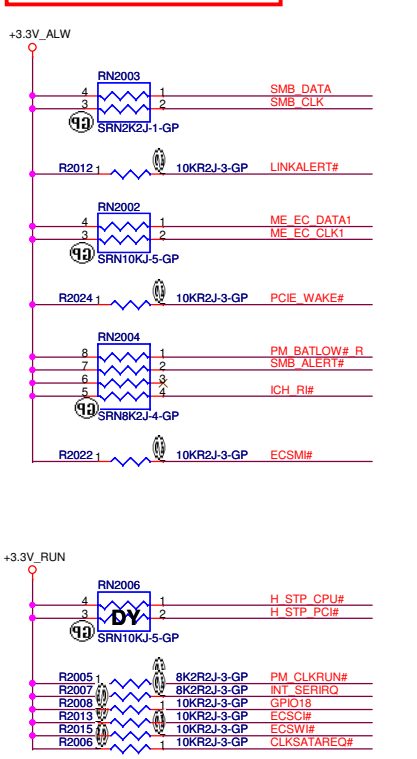 +3.3V_ALW
RN2003
4 1 SMB_DATA
3 2 SMB_CLK
SRN2K2J-1-GP
R2012 1 10KR2J-3-GP LINKALERT#
RN2002
4 1 ME_EC_DATA1
3 2 ME_EC_CLK1
SRN10KJ-5-GP
R2024 1 10KR2J-3-GP PCIE_WAKE#
RN2004
8 1 PM_BATLOW#_R
7 2 SMB_ALERT#
6 3
5 4 ICH_RI#
SRN8K2J-4-GP
R2022 1 10KR2J-3-GP ECSMI#
+3.3V_RUN
RN2006
4 1 H_STP_CPU#
3 DY 2 H_STP_PCI#
SRN10KJ-5-GP
R2005 1 8K2R2J-3-GP PM_CLKRUN#
R2007 8K2R2J-3-GP INT_SERIRQ
R2008 1 10KR2J-3-GP GPIO18
R2013 10KR2J-3-GP ECSCI#
R2015 1 10KR2J-3-GP ECSWI#
R2006 1 10KR2J-3-GP CLKSATAREQ#